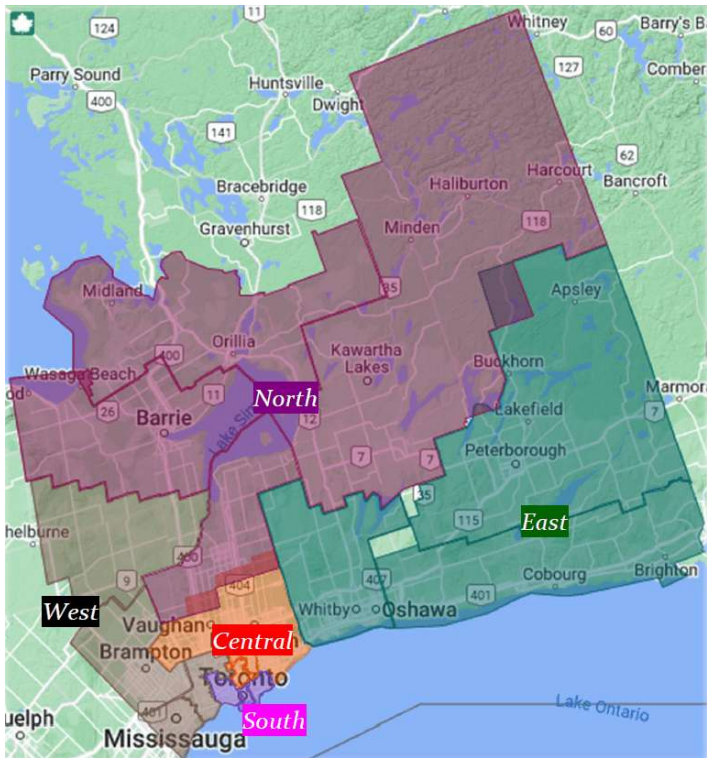 11
Whitney
60
Barry's B
124
Parry Sound
400
Huntsville
127
Comber
Dwight
141
62
Bracebridge
118
Haliburton
Harcourt
Bancroft
Gravenhurst
Minden
118
Midland
35
Apsley
Orillia
400
Kawartha
Lakes
Buckhorn
Wasaga Beach
11
North
Marmora
26
Barrie
12
Lakefield
7
Lake Sim
7
7
Peterborough
35
East
helburne
115
400
9
404
407
Cobourg
Brighton
West
Vaughan
Whitby
Oshawa
401
Central
Brampton
Toronto
401
South
Lake Ontario
uelph
Mississauga